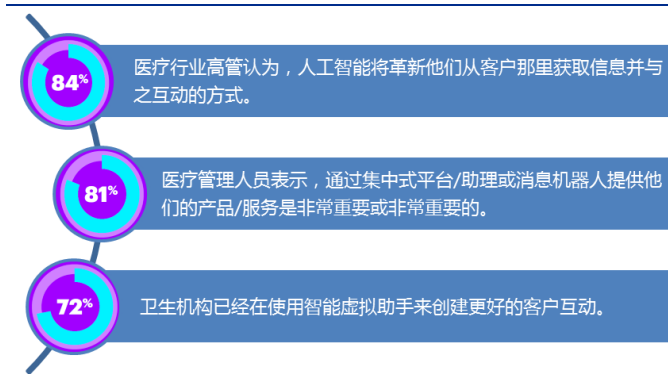 84%
医疗行业高管认为，人工智能将革新他们从客户那里获取信息并与
之互动的方式。
81%
医疗管理人员表示，通过集中式平台/助理或消息机器人提供他
们的产品/服务是非常重要或非常重要的。
72%
卫生机构已经在使用智能虚拟助手来创建更好的客户互动。